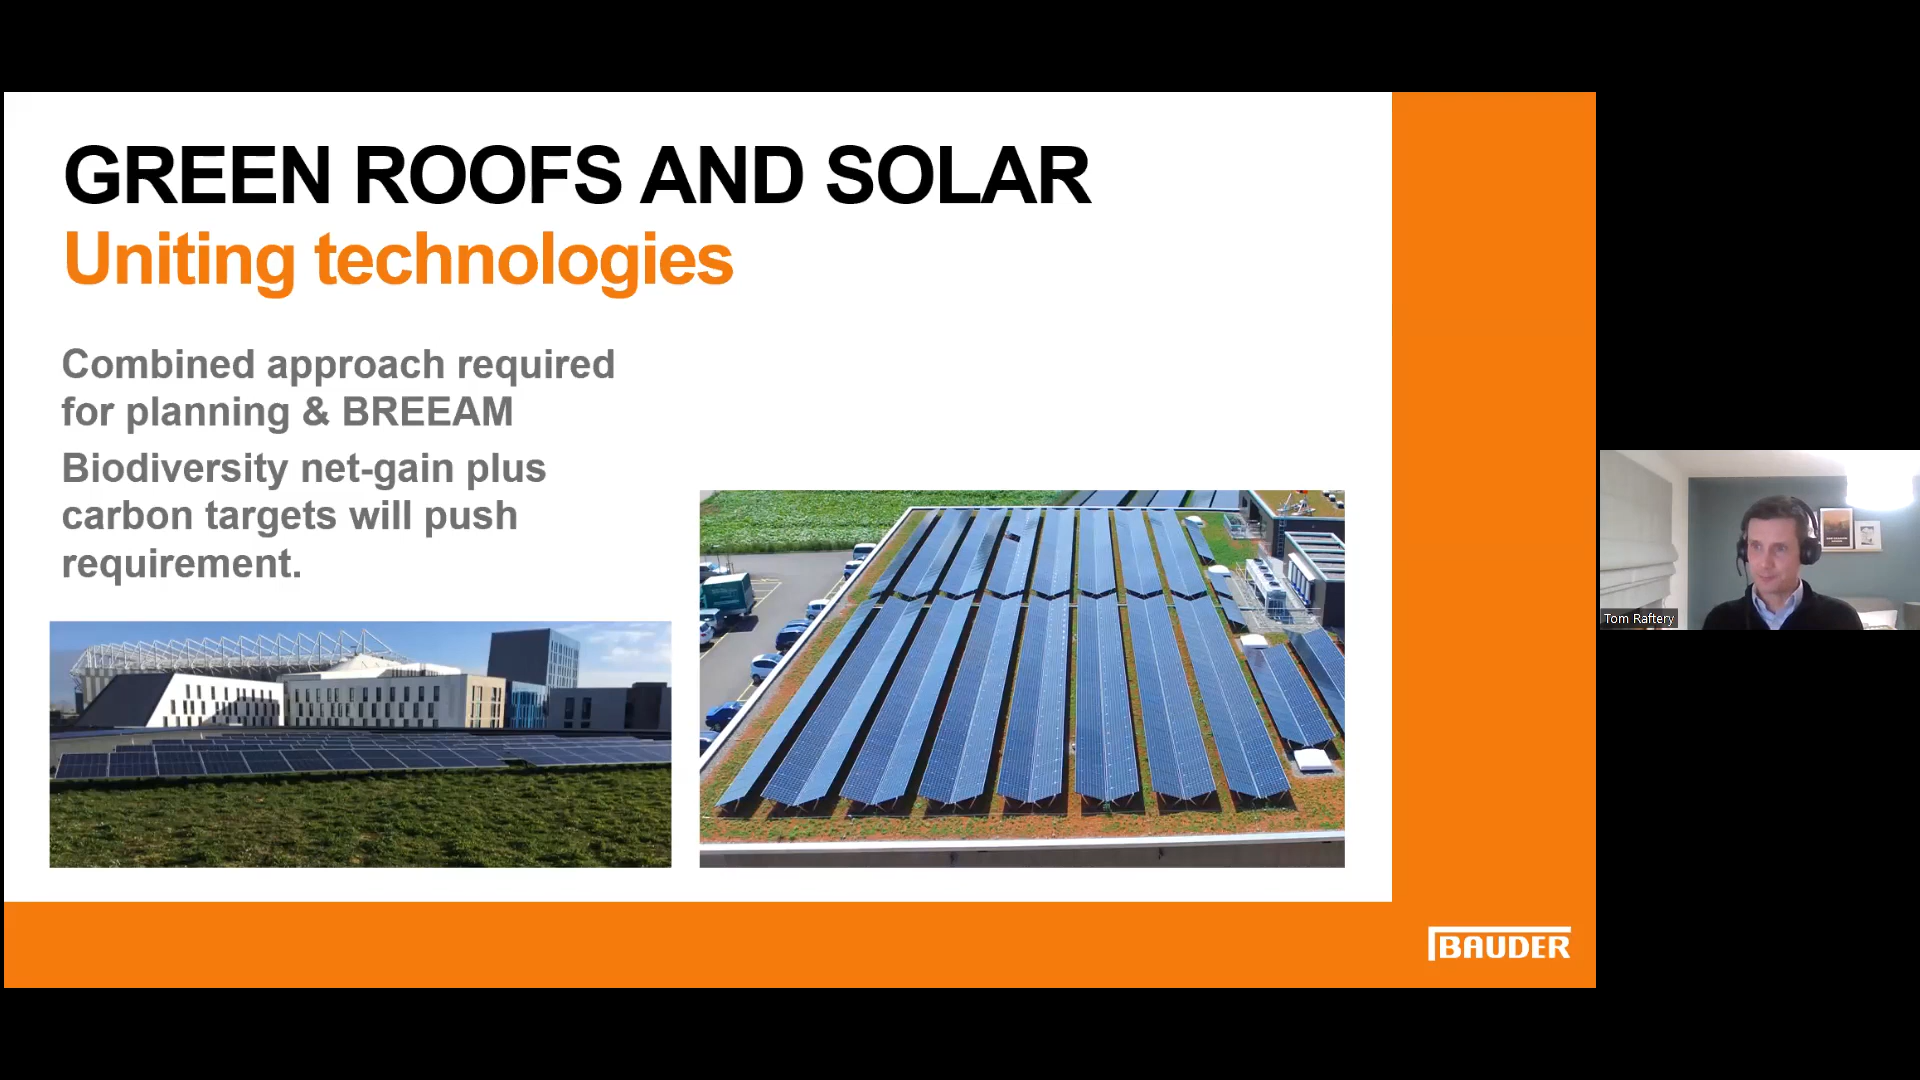 GREEN ROOFS AND SOLAR
Uniting technologies
Combined approach required
for planning & BREEAM
Biodiversity net-gain plus
carbon targets will push
requirement.
BAUDER
Tom Raftery